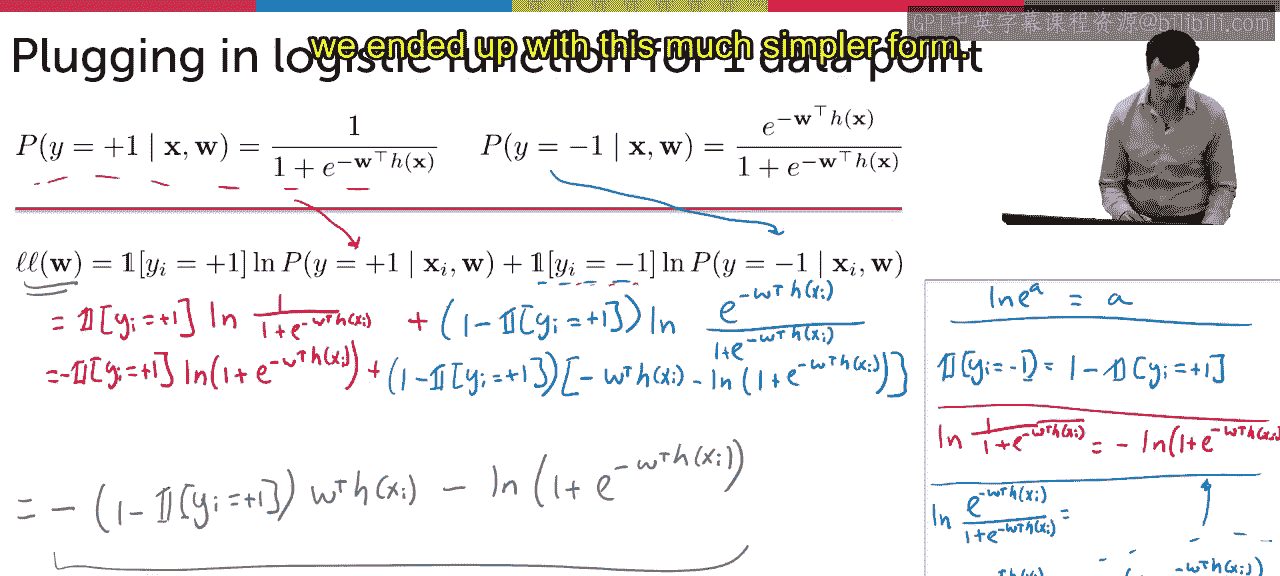 GPT中英字幕课程资源@bilibili.com
Plugging in logistic function for 1 data point
we ended up with this much simpler form.
P(y = +1 | x, w) = 1 / (1 + e^{-w^⊤h(x)})    P(y = −1 | x, w) = e^{-w^⊤h(x)} / (1 + e^{-w^⊤h(x)})
ℓℓ(w) = 𝟙[y_i = +1] ln P(y = +1 | x_i, w) + 𝟙[y_i = −1] ln P(y = −1 | x_i, w)
= 𝟙[y_i = +1] ln 1 / (1 + e^{-w^⊤h(x_i)}) + (1 - 𝟙[y_i = +1]) ln e^{-w^⊤h(x_i)} / (1 + e^{-w^⊤h(x_i)})
= -𝟙[y_i = +1] ln(1 + e^{-w^⊤h(x_i)}) + (1 - 𝟙[y_i = +1]) [-w^⊤h(x_i) - ln(1 + e^{-w^⊤h(x_i)})]
= -(1 - 𝟙[y_i = +1]) w^⊤h(x_i) - ln(1 + e^{-w^⊤h(x_i)})
ln e^a = a
𝟙[y_i = -1] = 1 - 𝟙[y_i = +1]
ln 1 / (1 + e^{-w^⊤h(x_i)}) = - ln(1 + e^{-w^⊤h(x_i)}
ln e^{-w^⊤h(x_i)} / (1 + e^{-w^⊤h(x_i)}) =